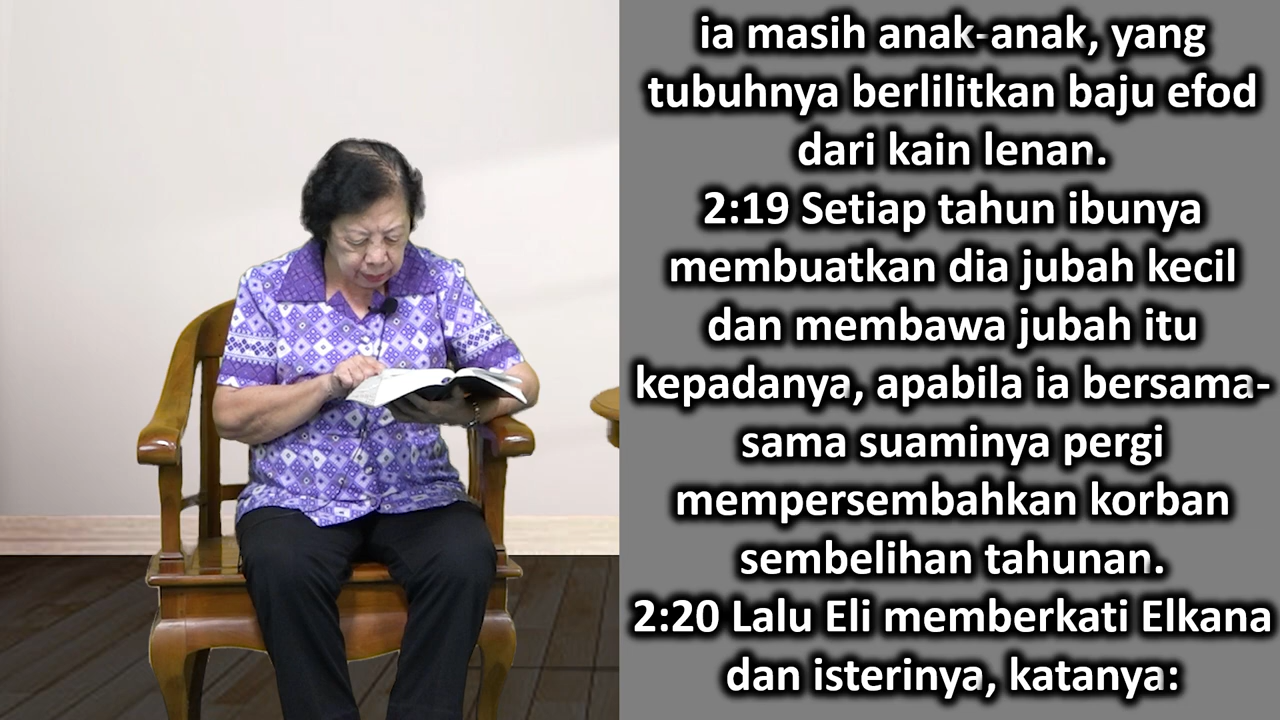 ia masih anak-anak, yang
tubuhnya berlilitkan baju efod
dari kain lenan.
2:19 Setiap tahun ibunya
membuatkan dia jubah kecil
dan membawa jubah itu
kepadanya, apabila ia bersama-
sama suaminya pergi
mempersembahkan korban
sembelihan tahunan.
2:20 Lalu Eli memberkati Elkana
dan isterinya, katanya: